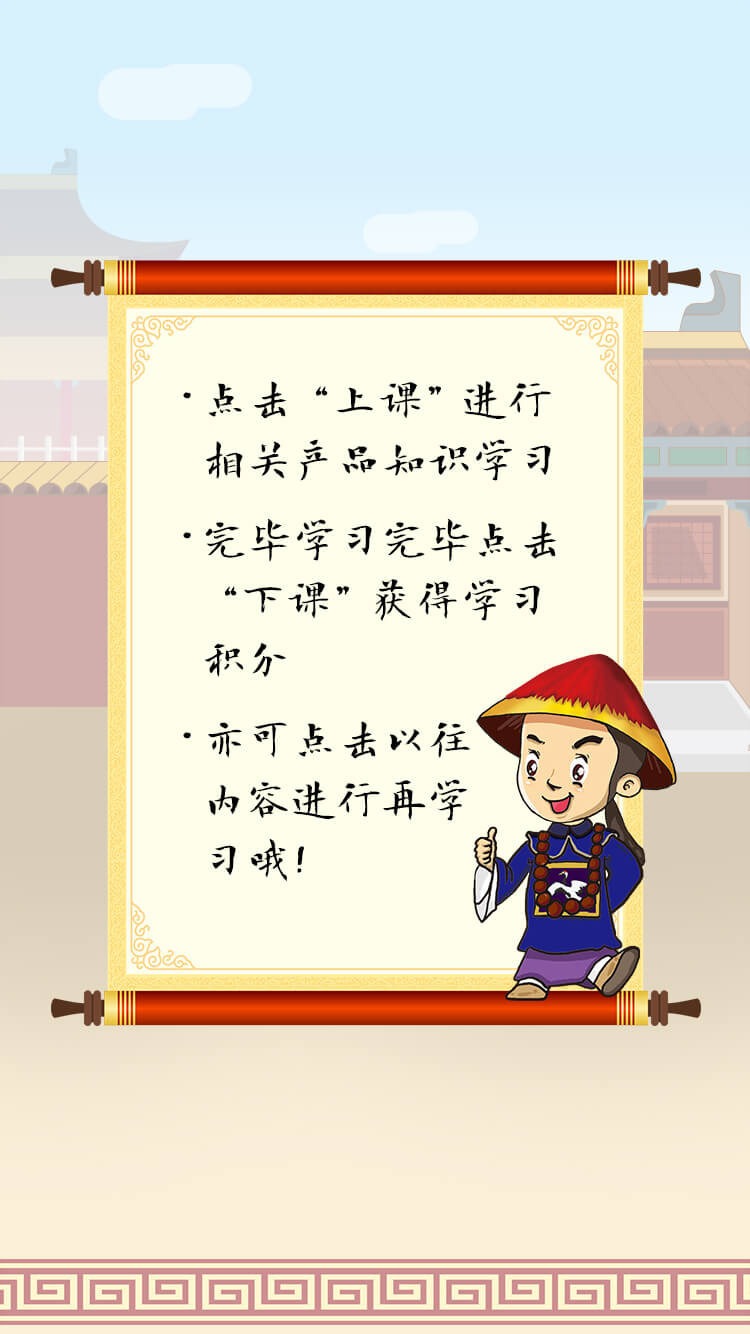 ·点击“上课”进行
相关产品知识学习
·完毕学习完毕点击
“下课”获得学习
积分
·亦可点击以往
内容进行再学
习哦！